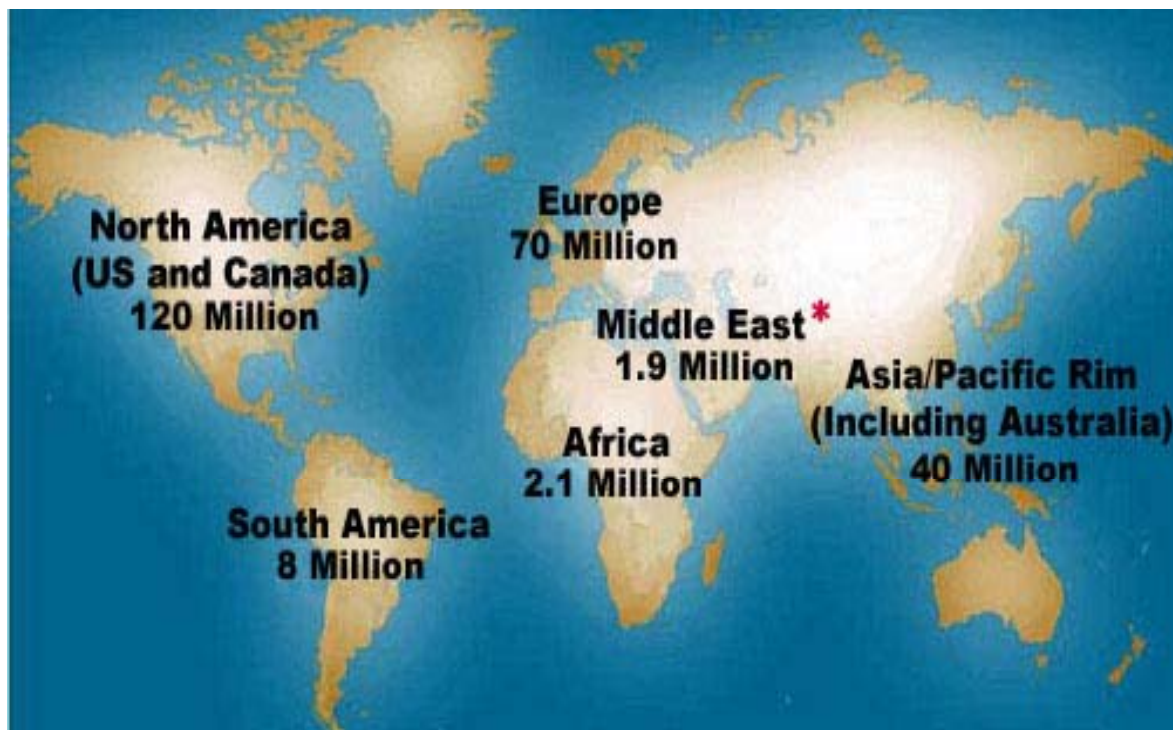 North America
(US and Canada)
120 Million
Europe
70 Million
Middle East*
1.9 Million
Asia/Pacific Rim
(Including Australia)
40 Million
Africa
2.1 Million
South America
8 Million